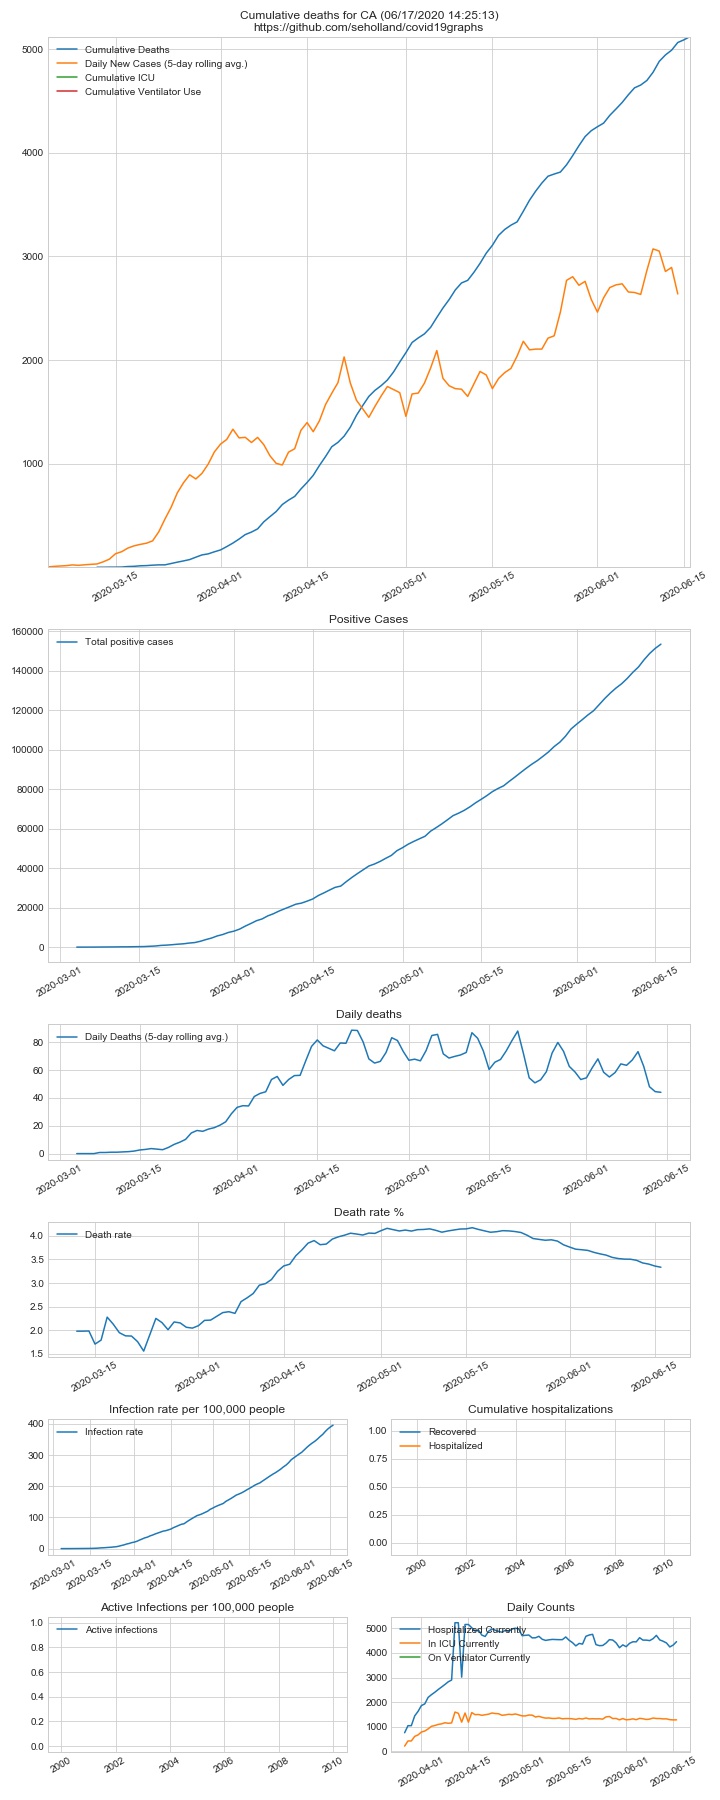 Cumulative deaths for CA (06/17/2020 14:25:13)
https://github.com/seholland/covid19graphs
Cumulative Deaths
Daily New Cases (5-day rolling avg.)
Cumulative ICU
Cumulative Ventilator Use
5000
4000
3000
2000
1000
2020-03-15 2020-04-01 2020-04-15 2020-05-01 2020-05-15 2020-06-01 2020-06-15
Positive Cases
Total positive cases
160000
140000
120000
100000
80000
60000
40000
20000
0
2020-03-01 2020-03-15 2020-04-01 2020-04-15 2020-05-01 2020-05-15 2020-06-01 2020-06-15
Daily deaths
Daily Deaths (5-day rolling avg.)
80
60
40
20
0
2020-03-01 2020-03-15 2020-04-01 2020-04-15 2020-05-01 2020-05-15 2020-06-01 2020-06-15
Death rate %
Death rate
4.0
3.5
3.0
2.5
2.0
1.5
2020-03-15 2020-04-01 2020-04-15 2020-05-01 2020-05-15 2020-06-01 2020-06-15
Infection rate per 100,000 people
Infection rate
400
300
200
100
0
2020-03-01 2020-03-15 2020-04-01 2020-04-15 2020-05-01 2020-05-15 2020-06-01 2020-06-15
Cumulative hospitalizations
Recovered
Hospitalized
1.00
0.75
0.50
0.25
0.00
2000 2002 2004 2006 2008 2010
Active Infections per 100,000 people
Active infections
1.0
0.8
0.6
0.4
0.2
0.0
2000 2002 2004 2006 2008 2010
Daily Counts
Hospitalized Currently
In ICU Currently
On Ventilator Currently
5000
4000
3000
2000
1000
0
2020-04-01 2020-04-15 2020-05-01 2020-05-15 2020-06-01 2020-06-15